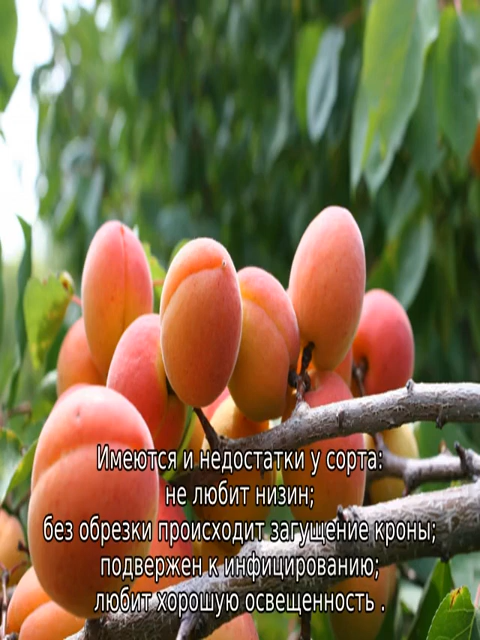 Имеются и недостатки у сорта:
не любит низин;
без обрезки происходит загущение кроны;
подвержен к инфицированию;
любит хорошую освещенность .